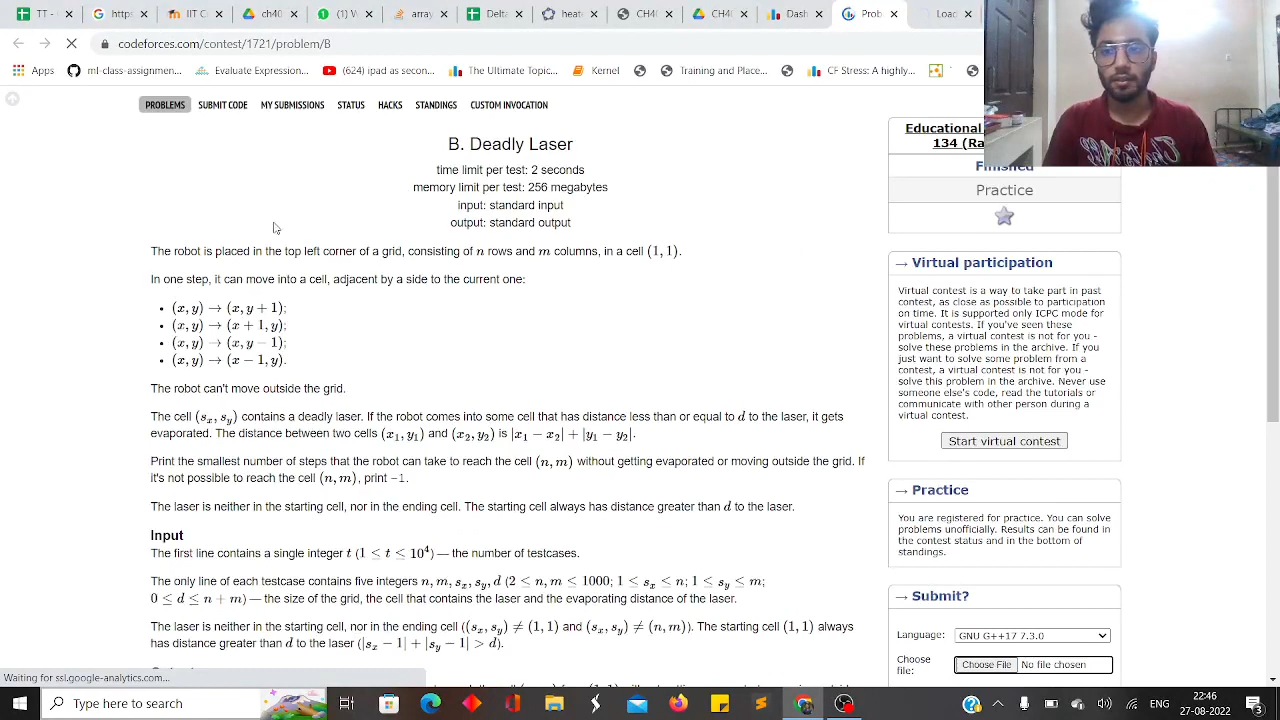 TT -
https
IIT C
CH40
(1) W
array
Delta
heate
CH40
CH40
Dash
Prob
Load
codeforces.com/contest/1721/problem/B
Apps
ml-class-assignmen...
Evaluate Expression...
(624) ipad as secon...
The Ultimate Topic...
Kernel
Training and Place...
CF Stress: A highly...
PROBLEMS SUBMIT CODE MY SUBMISSIONS STATUS HACKS STANDINGS CUSTOM INVOCATION
B. Deadly Laser
time limit per test: 2 seconds
memory limit per test: 256 megabytes
input: standard input
output: standard output
The robot is placed in the top left corner of a grid, consisting of n rows and m columns, in a cell (1, 1).
In one step, it can move into a cell, adjacent by a side to the current one:
• (x, y) → (x, y + 1);
• (x, y) → (x + 1, y);
• (x, y) → (x, y − 1);
• (x, y) → (x − 1, y).
The robot can't move outside the grid.
The cell (sx, sy) contains a deadly laser. If the robot comes into some cell that has distance less than or equal to d to the laser, it gets
evaporated. The distance between two cells (x1, y1) and (x2, y2) is |x1 − x2| + |y1 − y2|.
Print the smallest number of steps that the robot can take to reach the cell (n, m) without getting evaporated or moving outside the grid. If
it's not possible to reach the cell (n, m), print −1.
The laser is neither in the starting cell, nor in the ending cell. The starting cell always has distance greater than d to the laser.
Input
The first line contains a single integer t (1 ≤ t ≤ 10^4) — the number of testcases.
The only line of each testcase contains five integers n, m, sx, sy, d (2 ≤ n, m ≤ 1000; 1 ≤ sx ≤ n; 1 ≤ sy ≤ m;
0 ≤ d ≤ n + m) — the size of the grid, the cell that contains the laser and the evaporating distance of the laser.
The laser is neither in the starting cell, nor in the ending cell ((sx, sy) ≠ (1, 1) and (sx, sy) ≠ (n, m)). The starting cell (1, 1) always
has distance greater than d to the laser (|sx − 1| + |sy − 1| > d).
Educational
134 (Ra
Finished
Practice
→ Virtual participation
Virtual contest is a way to take part in past
contest, as close as possible to participation
on time. It is supported only ICPC mode for
virtual contests. If you've seen these
problems, a virtual contest is not for you -
solve these problems in the archive. If you
just want to solve some problem from a
contest, a virtual contest is not for you -
solve this problem in the archive. Never use
someone else's code, read the tutorials or
communicate with other person during a
virtual contest.
Start virtual contest
→ Practice
You are registered for practice. You can solve
problems unofficially. Results can be found in
the contest status and in the bottom of
standings.
→ Submit?
Language: GNU G++17 7.3.0
Choose
file: Choose File No file chosen
Waiting for ssl.google-analytics.com...
Type here to search
ENG
22:46
27-08-2022
3